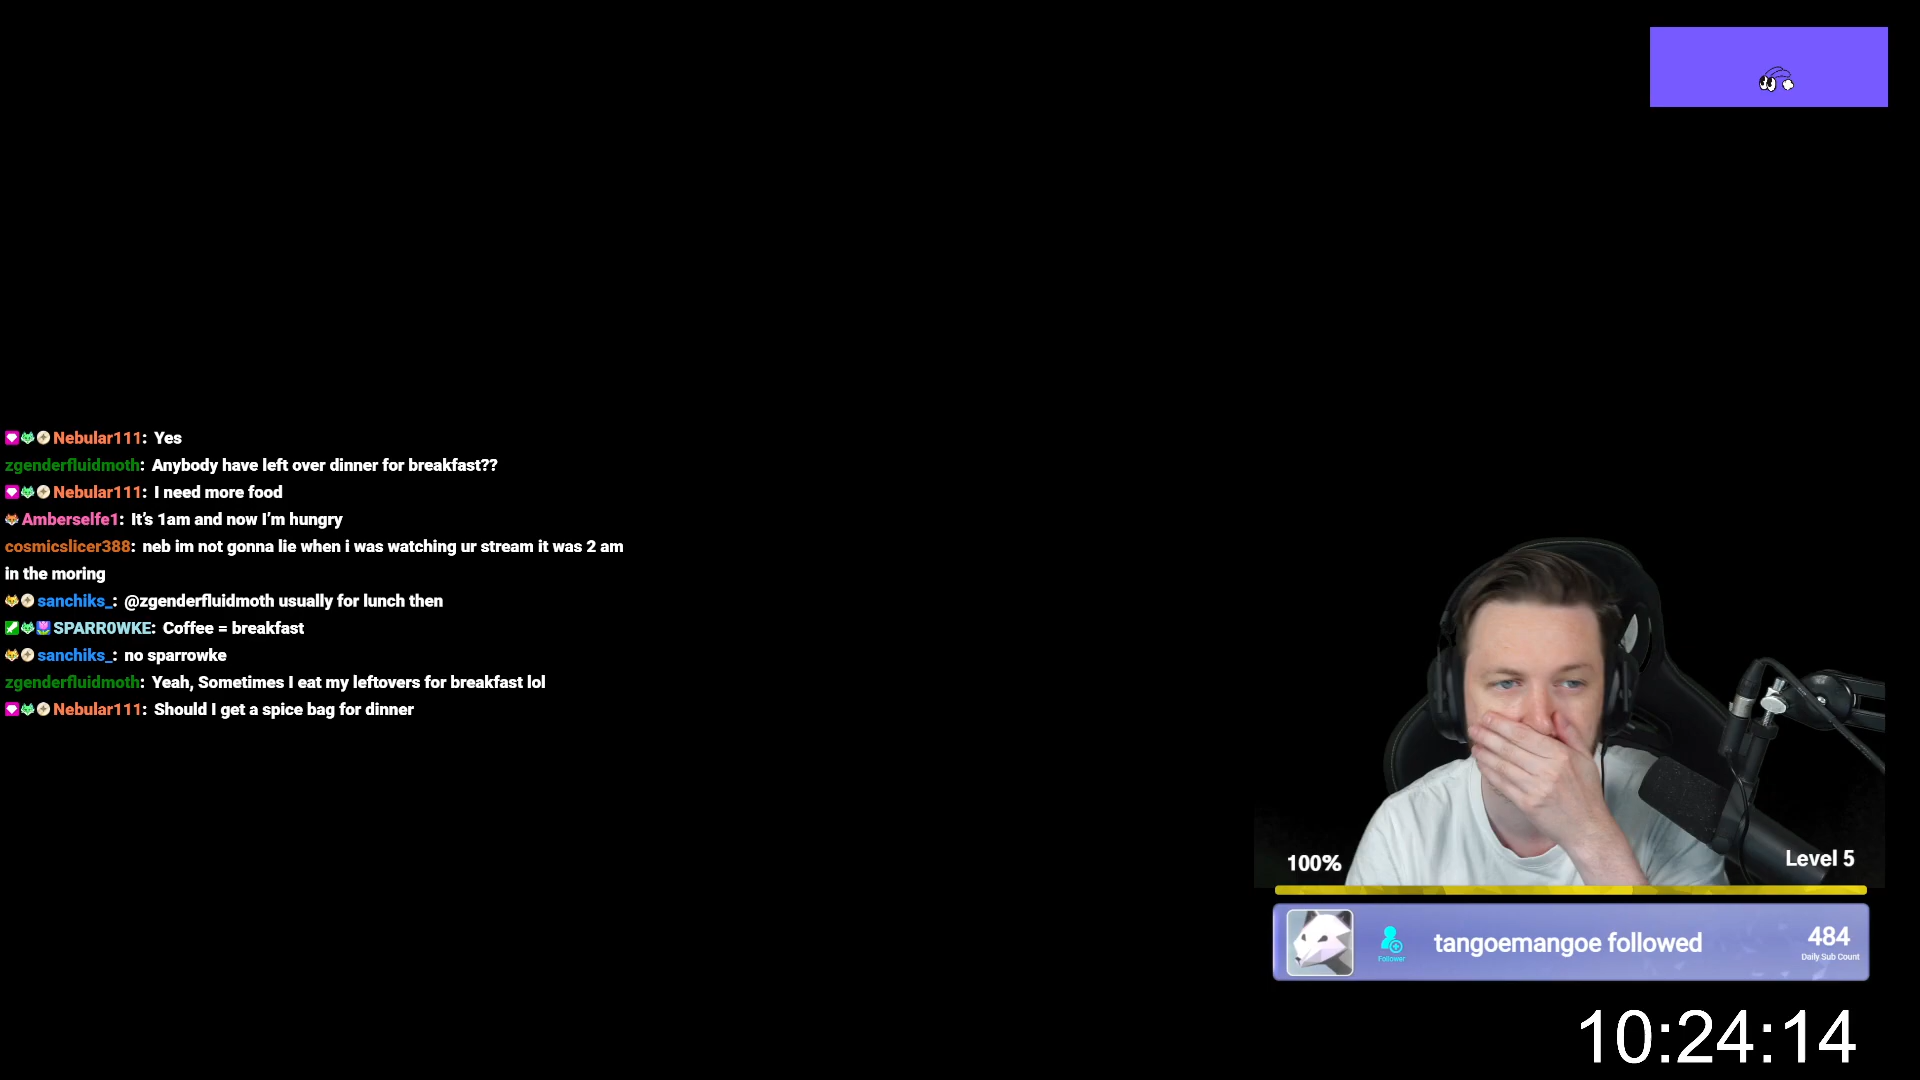 Nebular111: Yes
zgenderfluidmoth: Anybody have left over dinner for breakfast??
Nebular111: I need more food
Amberselfe1: It’s 1am and now I’m hungry
cosmicslicer388: neb im not gonna lie when i was watching ur stream it was 2 am
in the moring
sanchiks_: @zgenderfluidmoth usually for lunch then
SPARR0WKE: Coffee = breakfast
sanchiks_: no sparrowke
zgenderfluidmoth: Yeah, Sometimes I eat my leftovers for breakfast lol
Nebular111: Should I get a spice bag for dinner
100%
Level 5
Follower
tangoemangoe followed
484
Daily Sub Count
10:24:14